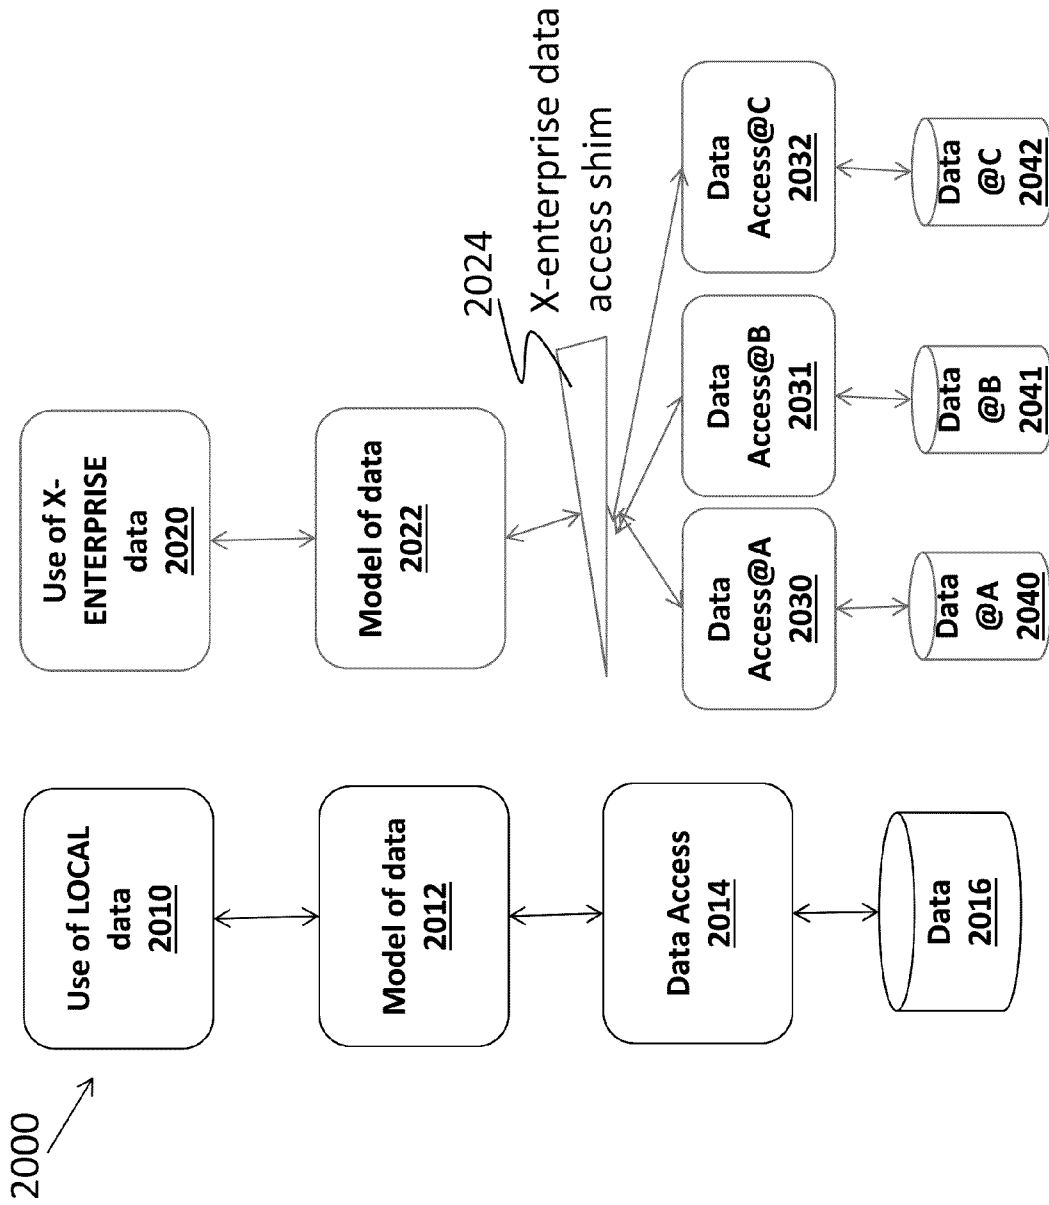 2000
Use of LOCAL
data
2010
Model of data
2012
Data Access
2014
Data
2016
Use of X-
ENTERPRISE
data
2020
Model of data
2022
2024
X-enterprise data
access shim
Data
Access@A
2030
Data
Access@B
2031
Data
Access@C
2032
Data
@A
2040
Data
@B
2041
Data
@C
2042